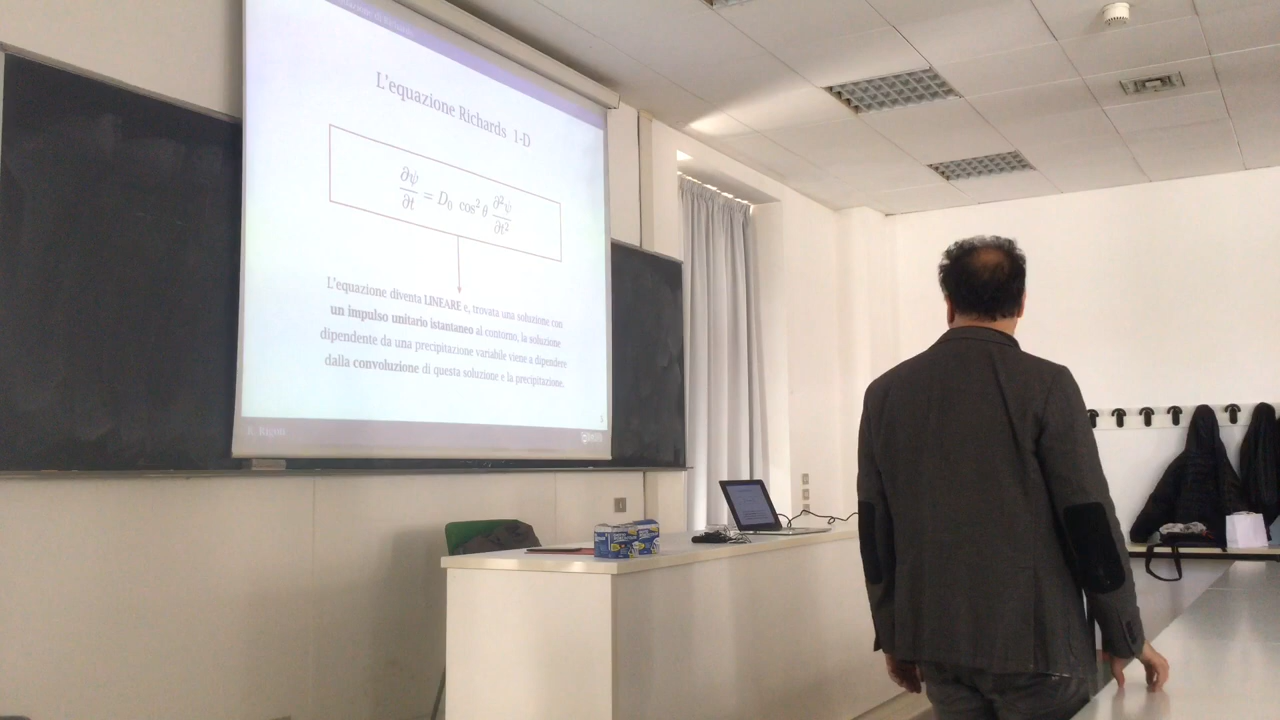 L'equazione Richards 1-D
∂ψ/∂t = D₀ cos² θ ∂²ψ/∂t²
L'equazione diventa LINEARE e, trovata una soluzione con
un impulso unitario istantaneo al contorno, la soluzione
dipendente da una precipitazione variabile viene a dipendere
dalla convoluzione di questa soluzione e la precipitazione.
R. Rigon